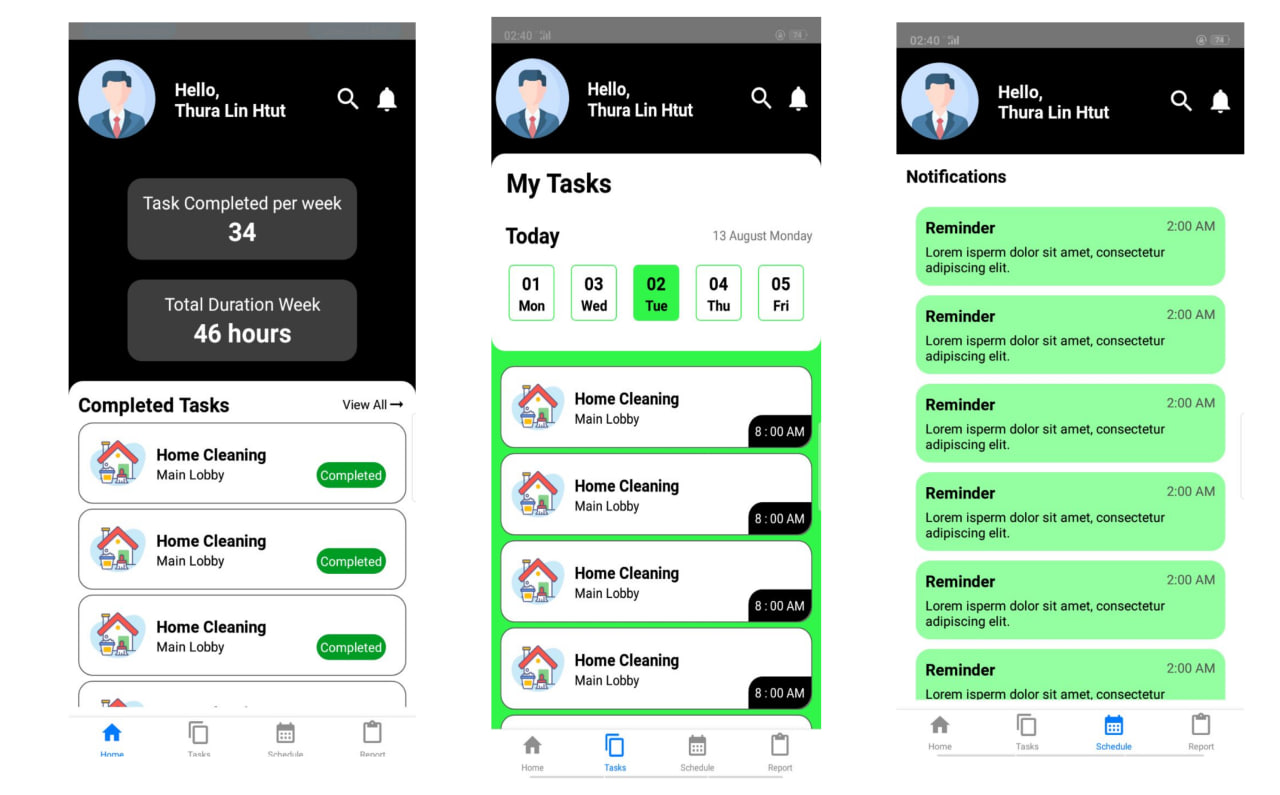 Hello,
Thura Lin Htut
Task Completed per week
34
Total Duration Week
46 hours
Completed Tasks
View All →
Home Cleaning
Main Lobby
Completed
Home Cleaning
Main Lobby
Completed
Home Cleaning
Main Lobby
Completed
Home
Tasks
Schedule
Report
02:40
74
Hello,
Thura Lin Htut
My Tasks
Today
13 August Monday
01
03
02
04
05
Mon
Wed
Tue
Thu
Fri
Home Cleaning
Main Lobby
8 : 00 AM
Home Cleaning
Main Lobby
8 : 00 AM
Home Cleaning
Main Lobby
8 : 00 AM
Home Cleaning
Main Lobby
8 : 00 AM
Home
Tasks
Schedule
Report
02:40
74
Hello,
Thura Lin Htut
Notifications
Reminder
2:00 AM
Lorem isperm dolor sit amet, consectetur
adipiscing elit.
Reminder
2:00 AM
Lorem isperm dolor sit amet, consectetur
adipiscing elit.
Reminder
2:00 AM
Lorem isperm dolor sit amet, consectetur
adipiscing elit.
Reminder
2:00 AM
Lorem isperm dolor sit amet, consectetur
adipiscing elit.
Reminder
2:00 AM
Lorem isperm dolor sit amet, consectetur
adipiscing elit.
Reminder
2:00 AM
Lorem isperm dolor sit amet, consectetur
Home
Tasks
Schedule
Report